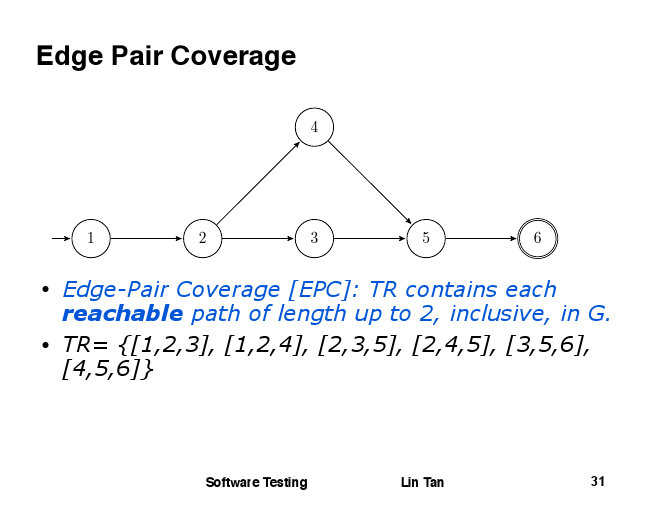 Edge Pair Coverage
4
1
2
3
5
6
• Edge-Pair Coverage [EPC]: TR contains each
reachable path of length up to 2, inclusive, in G.
• TR= {[1,2,3], [1,2,4], [2,3,5], [2,4,5], [3,5,6],
[4,5,6]}
Software Testing
Lin Tan
31